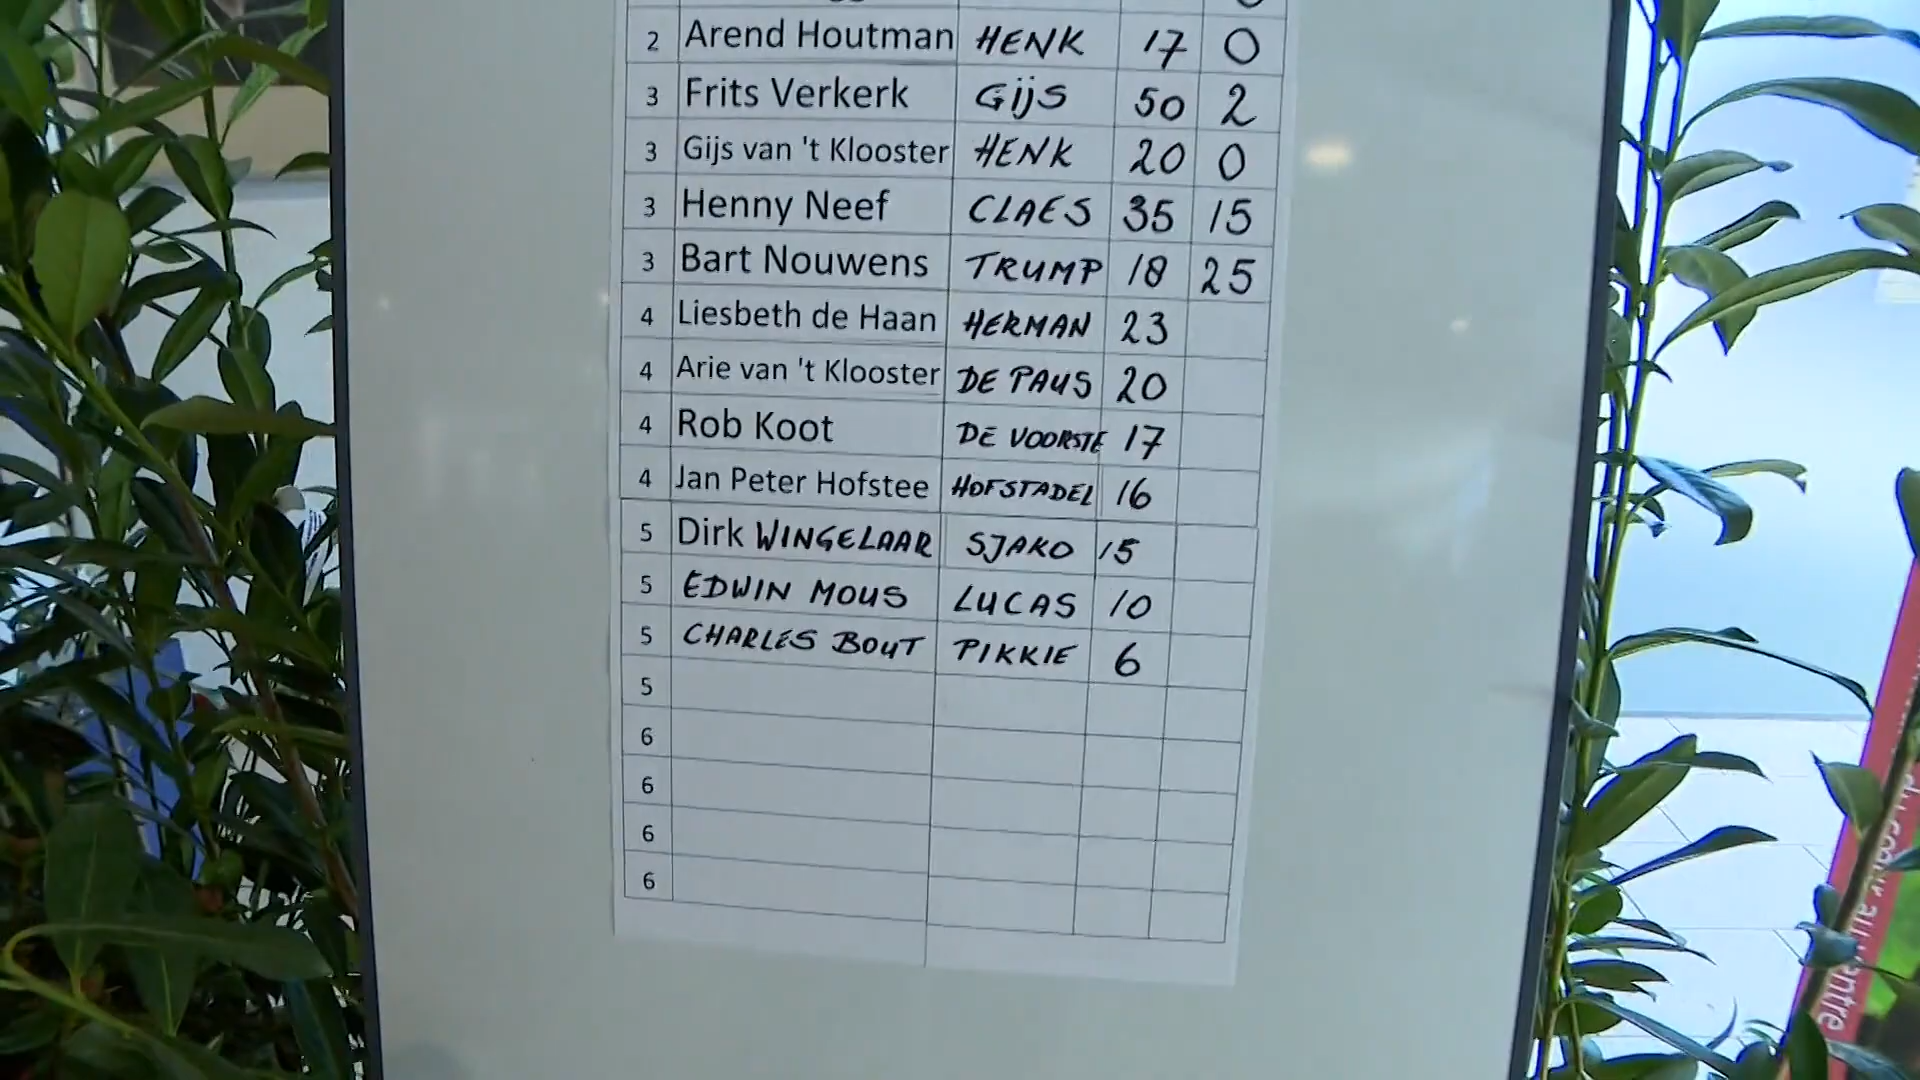 2 Arend Houtman HENK 17 0
3 Frits Verkerk GIJS 50 2
3 Gijs van 't Klooster HENK 20 0
3 Henny Neef CLAES 35 15
3 Bart Nouwens TRUMP 18 25
4 Liesbeth de Haan HERMAN 23
4 Arie van 't Klooster DE PAUS 20
4 Rob Koot DE VOORSTE 17
4 Jan Peter Hofstee HOFSTADEL 16
5 Dirk WINGELAAR SJAKO 15
5 EDWIN MOUS LUCAS 10
5 CHARLES BOUT PIKKIE 6
5
6
6
6
6